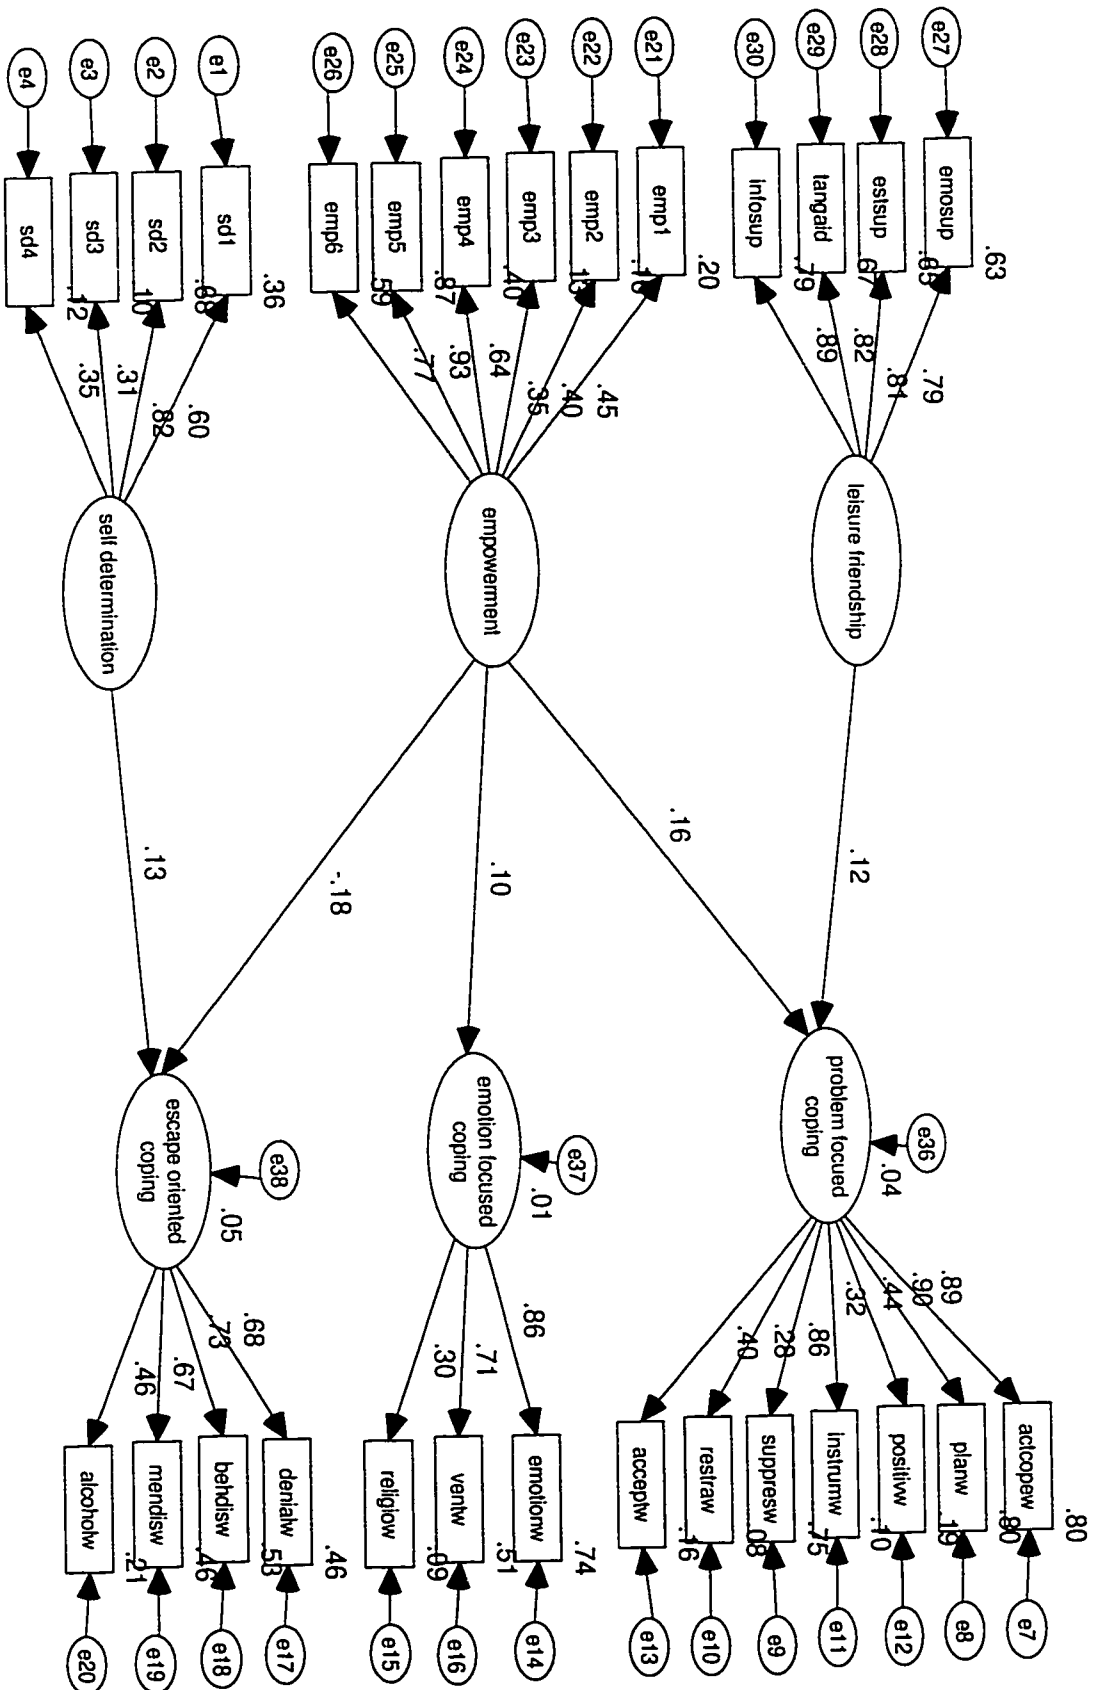 .63
e27
emosup
.65
.79
e28
estsup
.67
.81
e29
tangaid
.79
.82
e30
infosup
.89
leisure friendship
.12
e36
.04
problem focued
coping
.89
.90
.44
.32
.86
.28
.40
.80
actcopew
.80
e7
planw
.19
e8
positivw
.10
e12
instrumw
.75
e11
suppresw
.08
e9
restraw
.16
e10
acceptw
e13
.20
e21
emp1
.16
.45
e22
emp2
.13
.40
e23
emp3
.40
.35
e24
emp4
.87
.64
e25
emp5
.59
.93
e26
emp6
.77
empowerment
.16
.10
-.18
e37
.01
emotion focused
coping
.86
.71
.30
.74
emotionw
.51
e14
ventw
.09
e16
religiow
e15
.36
e1
sd1
.68
.60
e2
sd2
.10
.82
e3
sd3
.12
.31
e4
sd4
.35
self determination
.13
e38
.05
escape oriented
coping
.68
.73
.67
.46
.46
denialw
.53
e17
behdisw
.46
e18
mendisw
.21
e19
alcoholw
e20